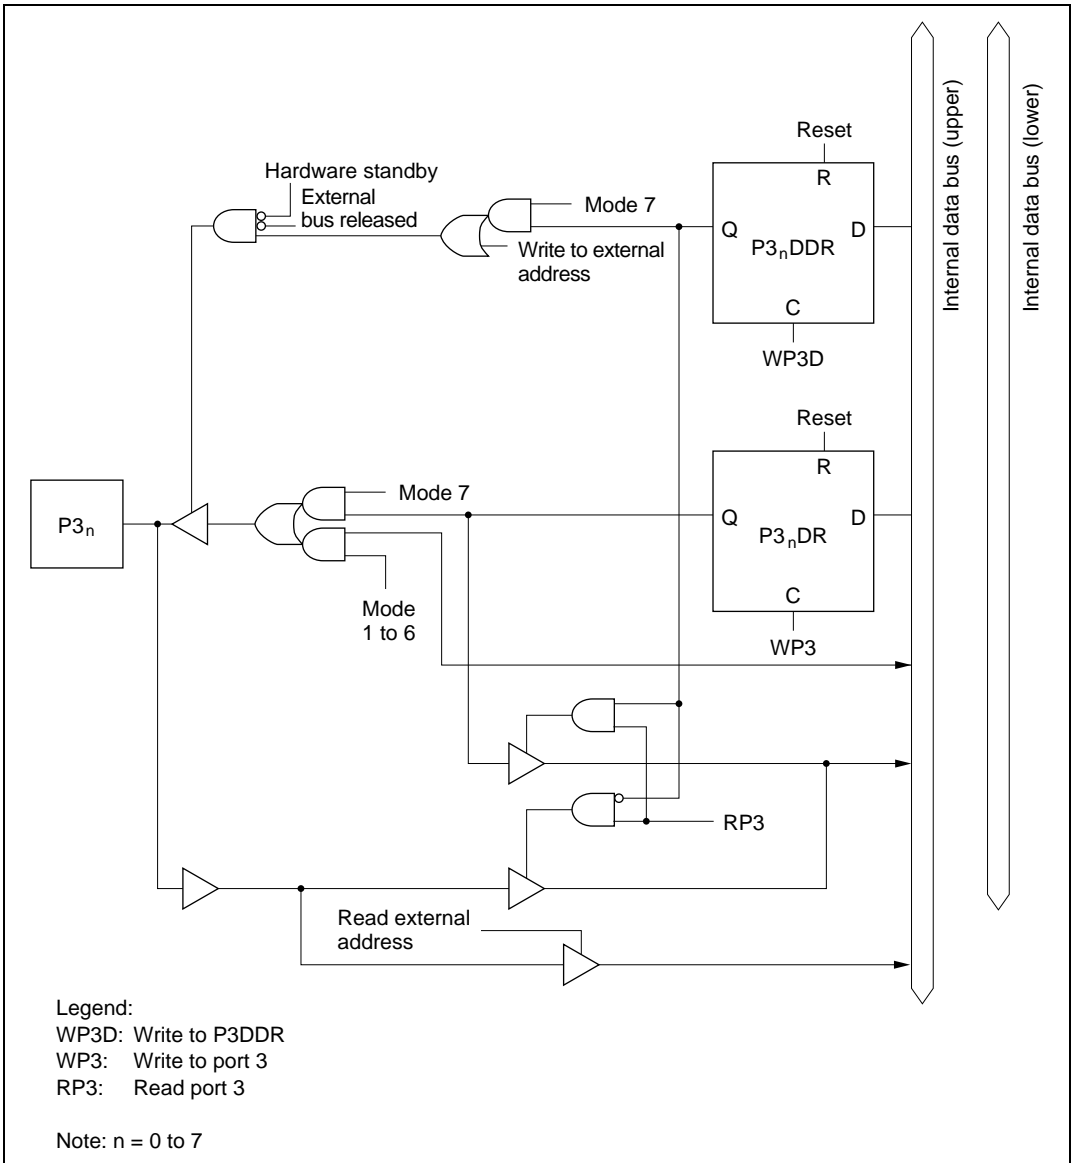 Reset
R
Hardware standby
External
bus released
Mode 7
Write to external
address
Q
P3nDDR
D
C
WP3D
Internal data bus (upper)
Internal data bus (lower)
Reset
R
Mode 7
P3n
Q
P3nDR
D
C
WP3
Mode
1 to 6
RP3
Read external
address
Legend:
WP3D: Write to P3DDR
WP3: Write to port 3
RP3: Read port 3
Note: n = 0 to 7